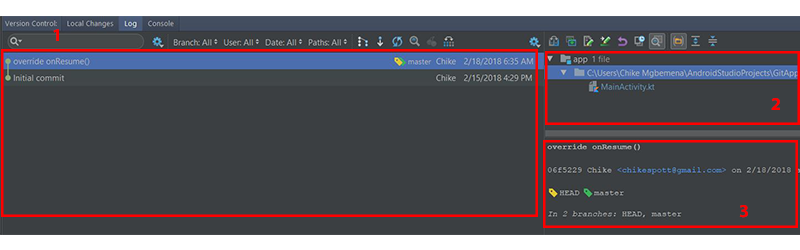 Version Control: Local Changes Log Console
1
Branch: All User: All Date: All Paths: All
override onResume() master Chike 2/18/2018 6:35 AM
Initial commit Chike 2/15/2018 4:29 PM
app 1 file
C:\Users\Chike Mgbemena\AndroidStudioProjects\GitApp
MainActivity.kt
2
override onResume()
06f5229 Chike <chikespott@gmail.com> on 2/18/2018
HEAD master
In 2 branches: HEAD, master
3